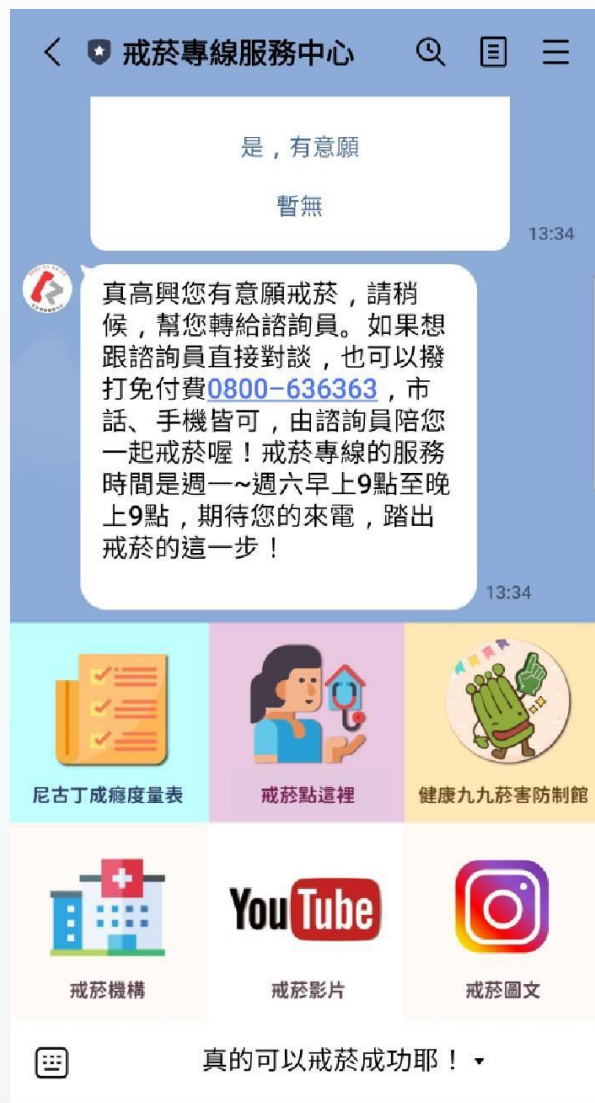 戒菸專線服務中心
是，有意願
暫無
13:34
真高興您有意願戒菸，請稍
候，幫您轉給諮詢員。如果想
跟諮詢員直接對談，也可以撥
打免付費0800-636363，市
話、手機皆可，由諮詢員陪您
一起戒菸喔！戒菸專線的服務
時間是週一~週六早上9點至晚
上9點，期待您的來電，踏出
戒菸的這一步！
13:34
尼古丁成癮度量表
戒菸點這裡
健康九九菸害防制館
YouTube
戒菸機構
戒菸影片
戒菸圖文
真的可以戒菸成功耶！